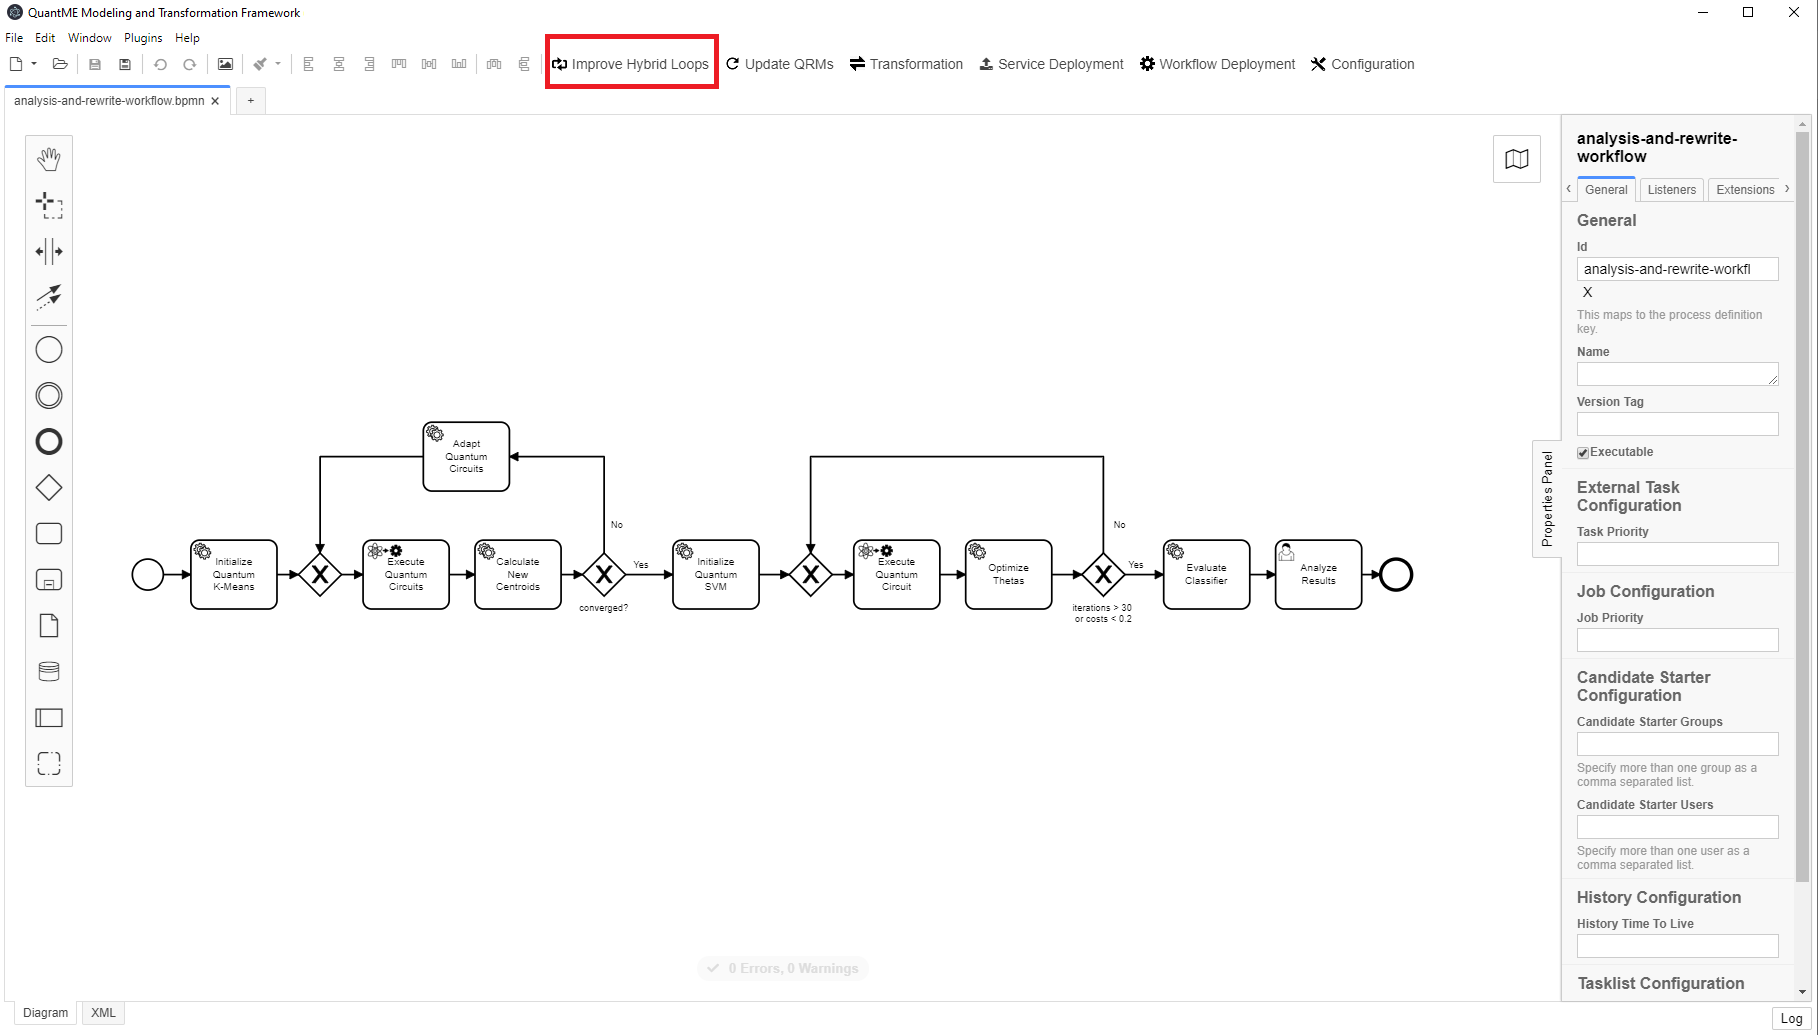 QuantME Modeling and Transformation Framework
File Edit Window Plugins Help
Improve Hybrid Loops Update QRMs Transformation Service Deployment Workflow Deployment Configuration
analysis-and-rewrite-workflow.bpmn
+
analysis-and-rewrite-
workflow
General Listeners Extensions
General
Id
analysis-and-rewrite-workfl
X
This maps to the process definition
key.
Name
Version Tag
Executable
External Task
Configuration
Task Priority
Job Configuration
Job Priority
Candidate Starter
Configuration
Candidate Starter Groups
Specify more than one group as a
comma separated list.
Candidate Starter Users
Specify more than one user as a
comma separated list.
History Configuration
History Time To Live
Tasklist Configuration
Properties Panel
Adapt
Quantum
Circuits
Initialize
Quantum
K-Means
Execute
Quantum
Circuits
Calculate
New
Centroids
No
Yes
converged?
Initialize
Quantum
SVM
Execute
Quantum
Circuit
Optimize
Thetas
No
Yes
iterations > 30
or costs < 0.2
Evaluate
Classifier
Analyze
Results
0 Errors, 0 Warnings
Diagram XML
Log